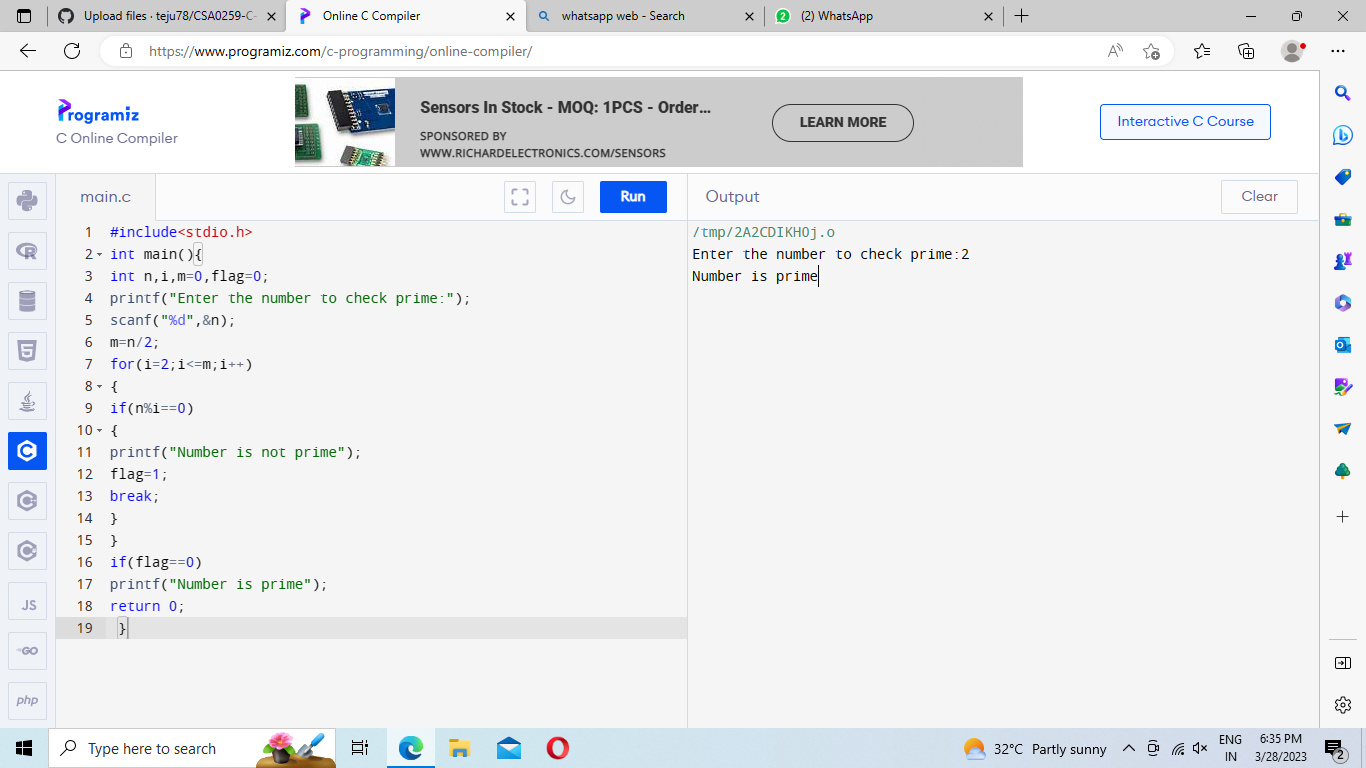 Upload files · teju78/CSA0259-C-
Online C Compiler
whatsapp web - Search
(2) WhatsApp
https://www.programiz.com/c-programming/online-compiler/
Programiz
C Online Compiler
Sensors In Stock - MOQ: 1PCS - Order…
SPONSORED BY
WWW.RICHARDELECTRONICS.COM/SENSORS
LEARN MORE
Interactive C Course
main.c
Run
Output
Clear
1 #include<stdio.h>
2 int main(){
3 int n,i,m=0,flag=0;
4 printf("Enter the number to check prime:");
5 scanf("%d",&n);
6 m=n/2;
7 for(i=2;i<=m;i++)
8 {
9 if(n%i==0)
10 {
11 printf("Number is not prime");
12 flag=1;
13 break;
14 }
15 }
16 if(flag==0)
17 printf("Number is prime");
18 return 0;
19 }
/tmp/2A2CDIKHOj.o
Enter the number to check prime:2
Number is prime
JS
GO
php
Type here to search
32°C Partly sunny
ENG
IN
6:35 PM
3/28/2023
2